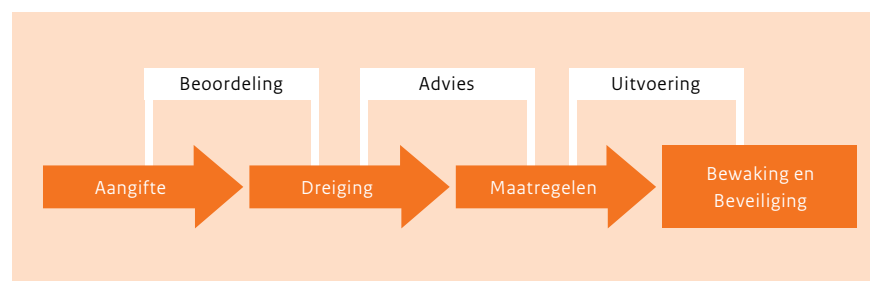 Beoordeling
Advies
Uitvoering
Aangifte
Dreiging
Maatregelen
Bewaking en
Beveiliging